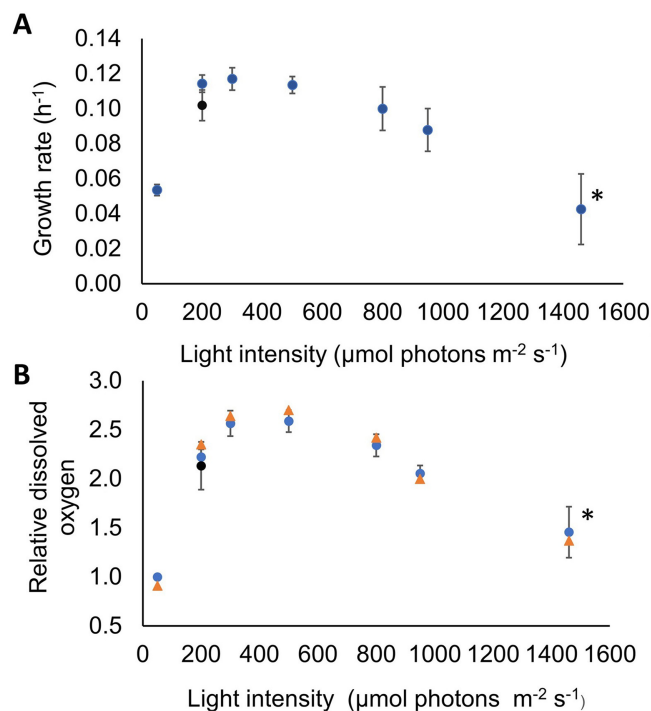 A
Growth rate (h⁻¹)
0.14
0.12
0.10
0.08
0.06
0.04
0.02
0.00
*
0 200 400 600 800 1000 1200 1400 1600
Light intensity (µmol photons m⁻² s⁻¹)
B
Relative dissolved
oxygen
3.0
2.5
2.0
1.5
1.0
0.5
*
0 200 400 600 800 1000 1200 1400 1600
Light intensity (µmol photons m⁻² s⁻¹)